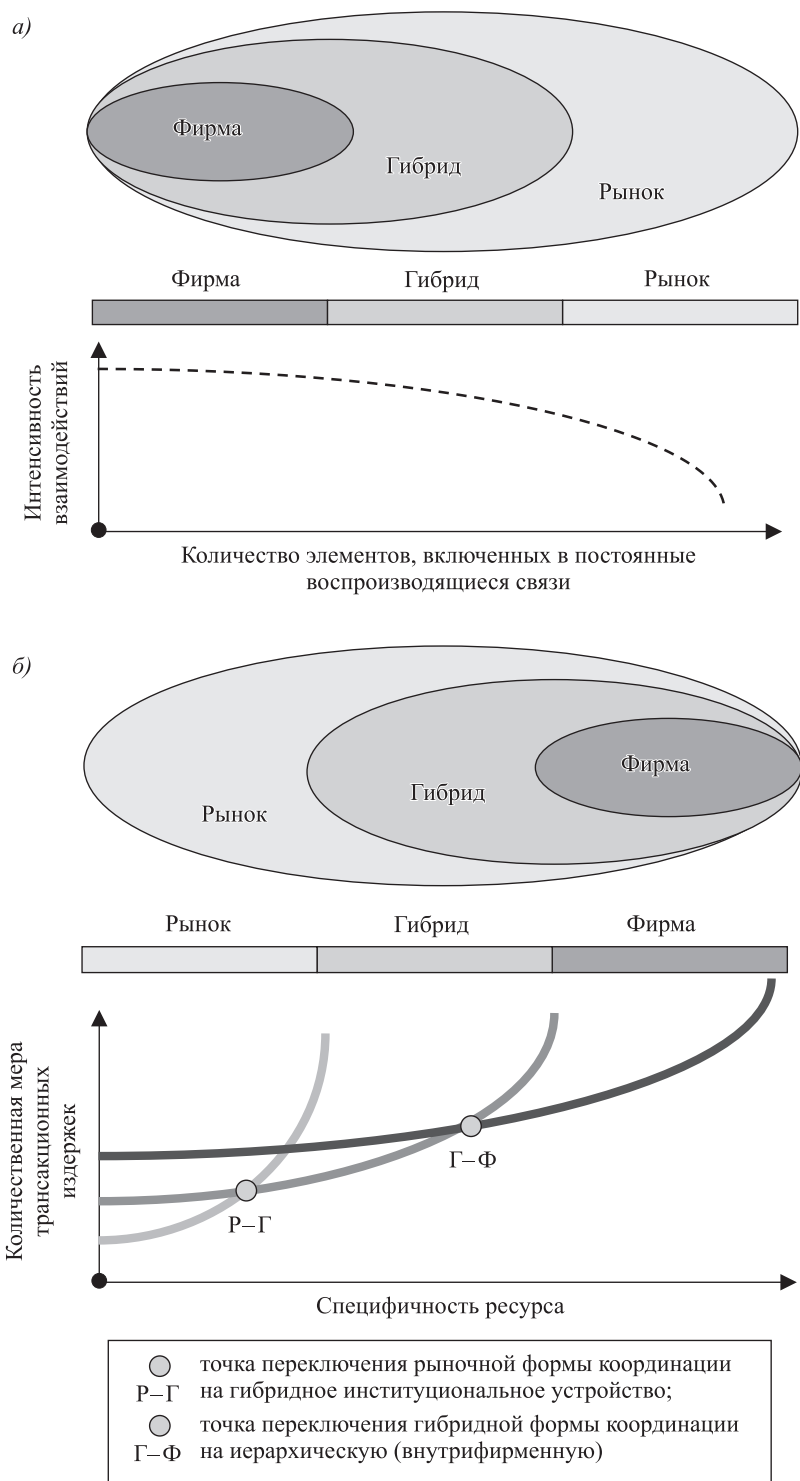 а)
Фирма
Гибрид
Рынок
Фирма
Гибрид
Рынок
Интенсивность
взаимодействий
Количество элементов, включенных в постоянные
воспроизводящиеся связи
б)
Фирма
Гибрид
Рынок
Рынок
Гибрид
Фирма
Количественная мера
трансакционных
издержек
Г–Ф
Р–Г
Специфичность ресурса
точка переключения рыночной формы координации
Р–Г на гибридное институциональное устройство;
точка переключения гибридной формы координации
Г–Ф на иерархическую (внутрифирменную)